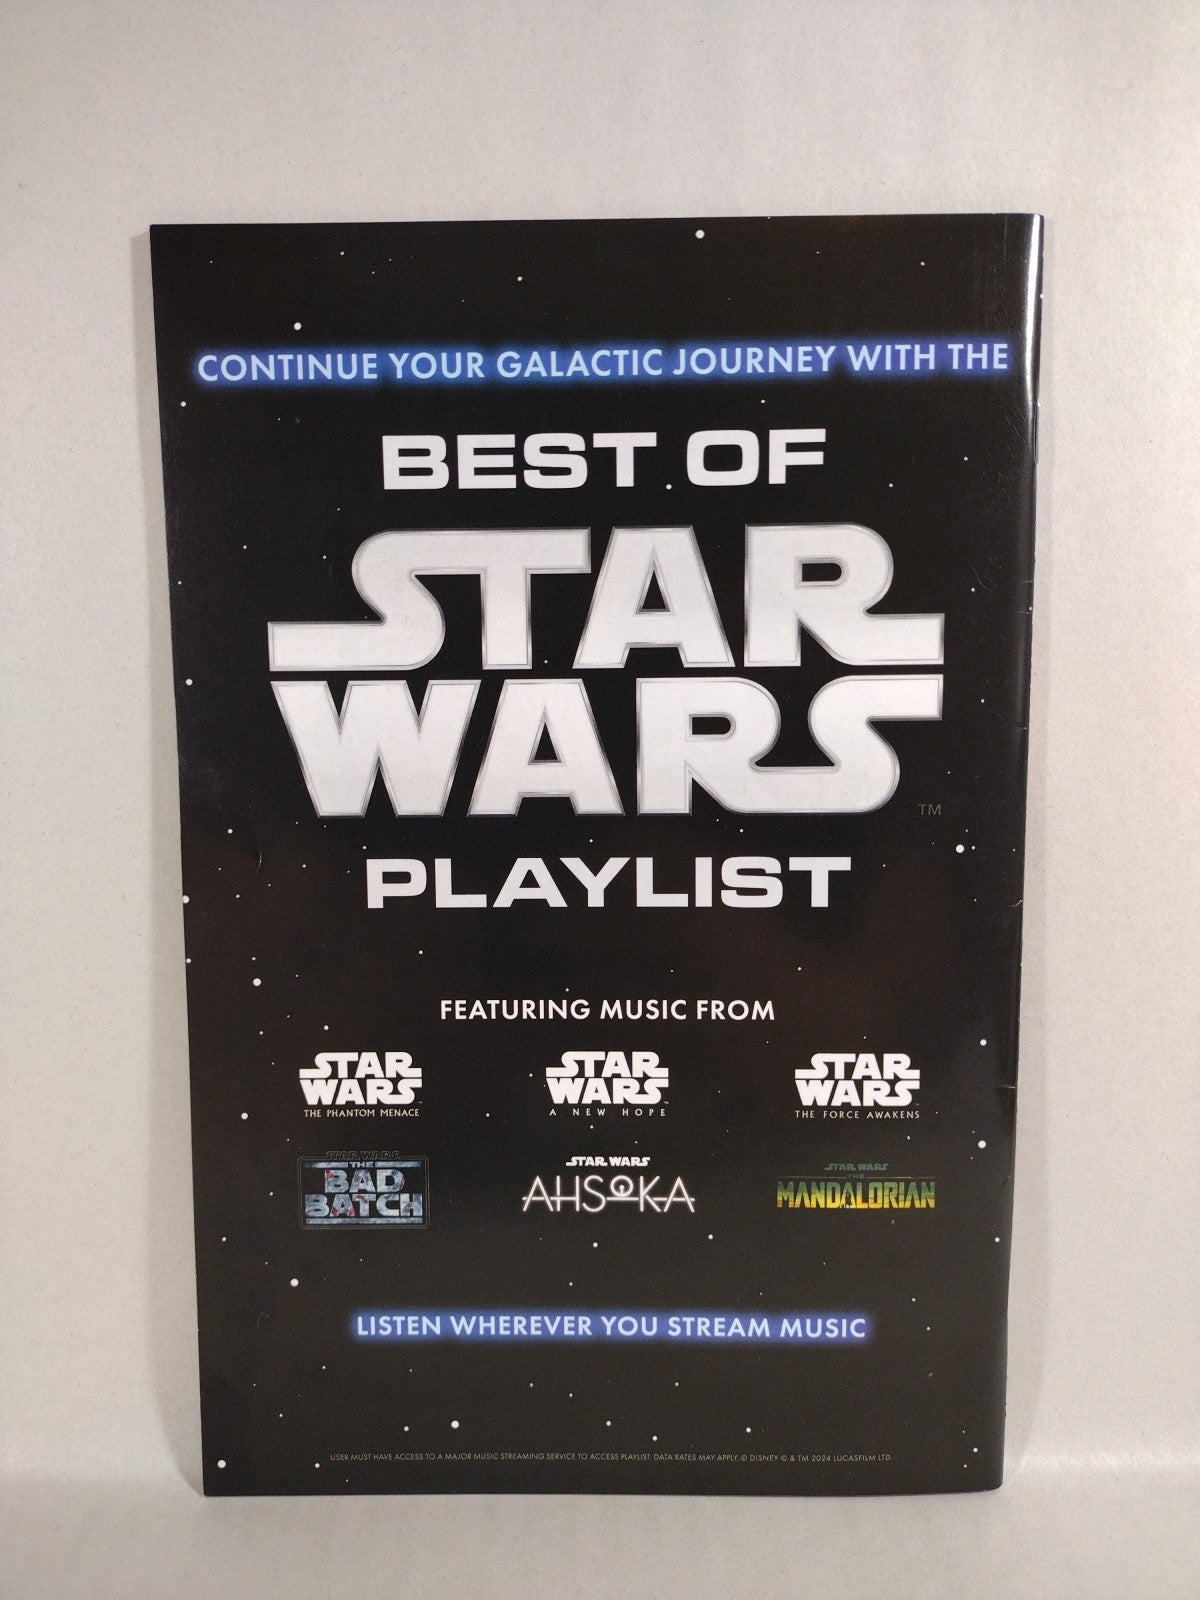 CONTINUE YOUR GALACTIC JOURNEY WITH THE
BEST OF
STAR
WARS TM
PLAYLIST
FEATURING MUSIC FROM
STAR
WARS
THE PHANTOM MENACE
STAR
WARS
A NEW HOPE
STAR
WARS
THE FORCE AWAKENS
STAR WARS
THE
BAD
BATCH
STAR WARS
AHSOKA
STAR WARS
THE
MANDALORIAN
LISTEN WHEREVER YOU STREAM MUSIC
USER MUST HAVE ACCESS TO A MAJOR MUSIC STREAMING SERVICE TO ACCESS PLAYLIST. DATA RATES MAY APPLY. © DISNEY © & TM 2024 LUCASFILM LTD.